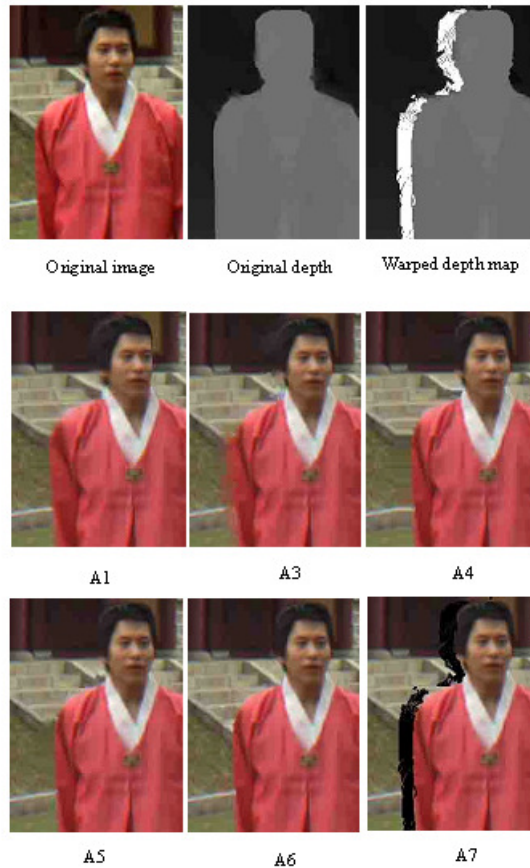 Original image
Original depth
Warped depth map
A1
A3
A4
A5
A6
A7